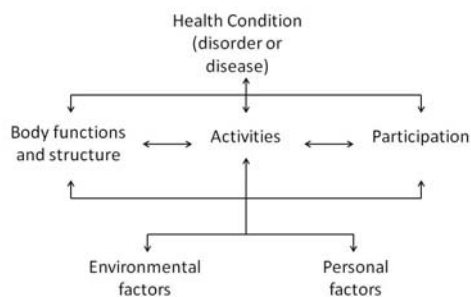 Health Condition
(disorder or
disease)
Body functions
and structure
Activities
Participation
Environmental
factors
Personal
factors